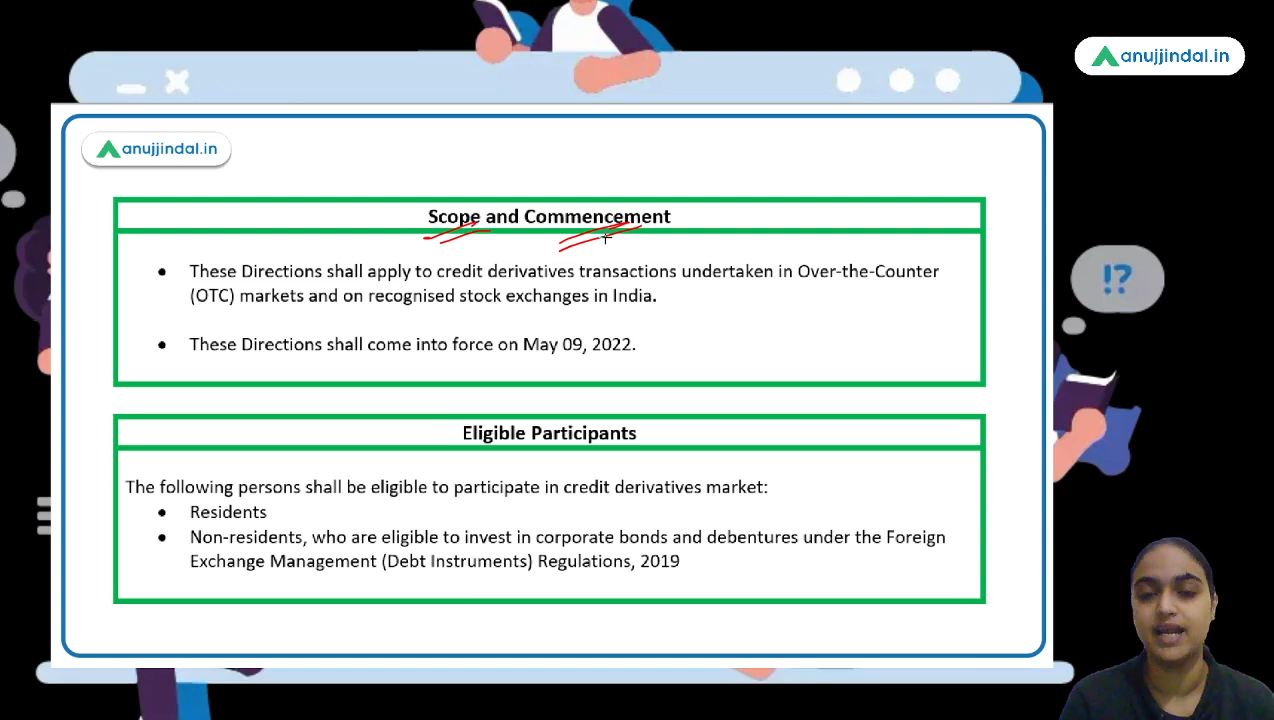 anujjindal.in
anujjindal.in
Scope and Commencement
● These Directions shall apply to credit derivatives transactions undertaken in Over-the-Counter
(OTC) markets and on recognised stock exchanges in India.
● These Directions shall come into force on May 09, 2022.
!?
Eligible Participants
The following persons shall be eligible to participate in credit derivatives market:
● Residents
● Non-residents, who are eligible to invest in corporate bonds and debentures under the Foreign
Exchange Management (Debt Instruments) Regulations, 2019